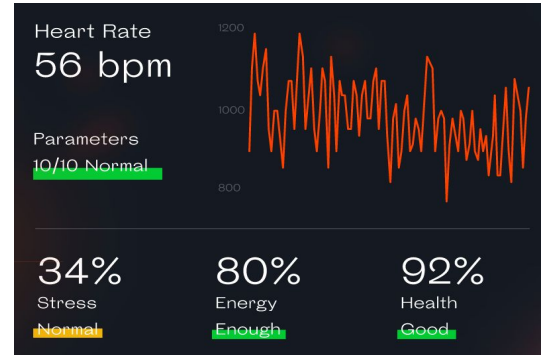 Heart Rate
56 bpm
1200
1000
800
Parameters
10/10 Normal
34%
Stress
Normal
80%
Energy
Enough
92%
Health
Good